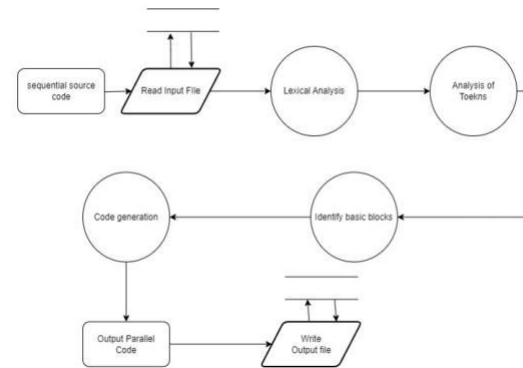 sequential source
code
Read Input File
Lexical Analysis
Analysis of
Toekns
Code generation
Identify basic blocks
Output Parallel
Code
Write
Output file